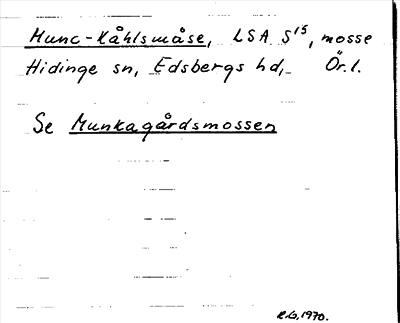 Munc-Kåhlsmåse, LSA S¹⁵, mosse
Hidinge sn, Edsbergs hd, Ör.l.
Se Munkagårdsmossen
R.G. 1970.